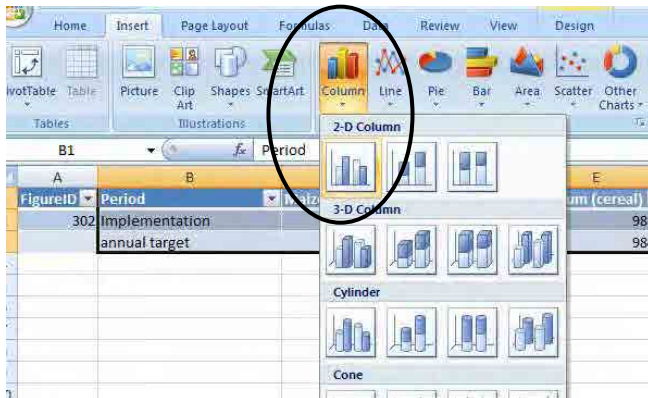 Home Insert Page Layout Formulas Data Review View Design
PivotTable Table Picture Clip Art Shapes SmartArt Column Line Pie Bar Area Scatter Other Charts
Tables Illustrations
2-D Column
B1 fx Period
A B E
FigureID Period um (cereal)
3-D Column
302 Implementation 98
annual target 98
Cylinder
Cone